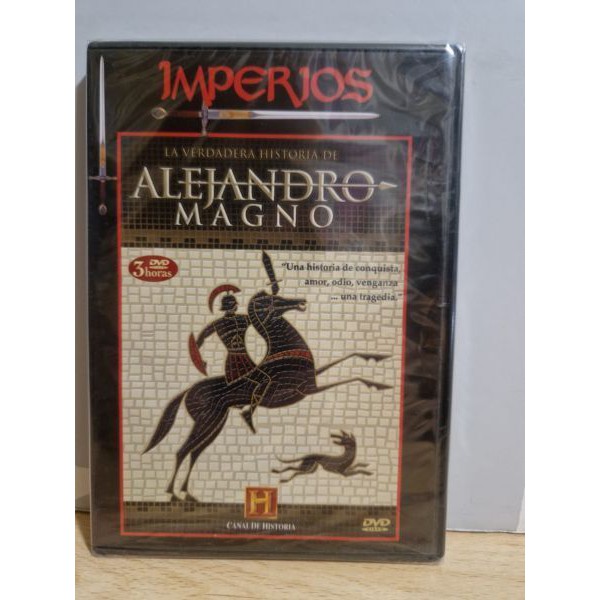 IMPERIOS
LA VERDADERA HISTORIA DE
ALEJANDRO
MAGNO
3 DVD
horas
"Una historia de conquista,
amor, odio, venganza
... una tragedia."
H
CANAL DE HISTORIA
DVD